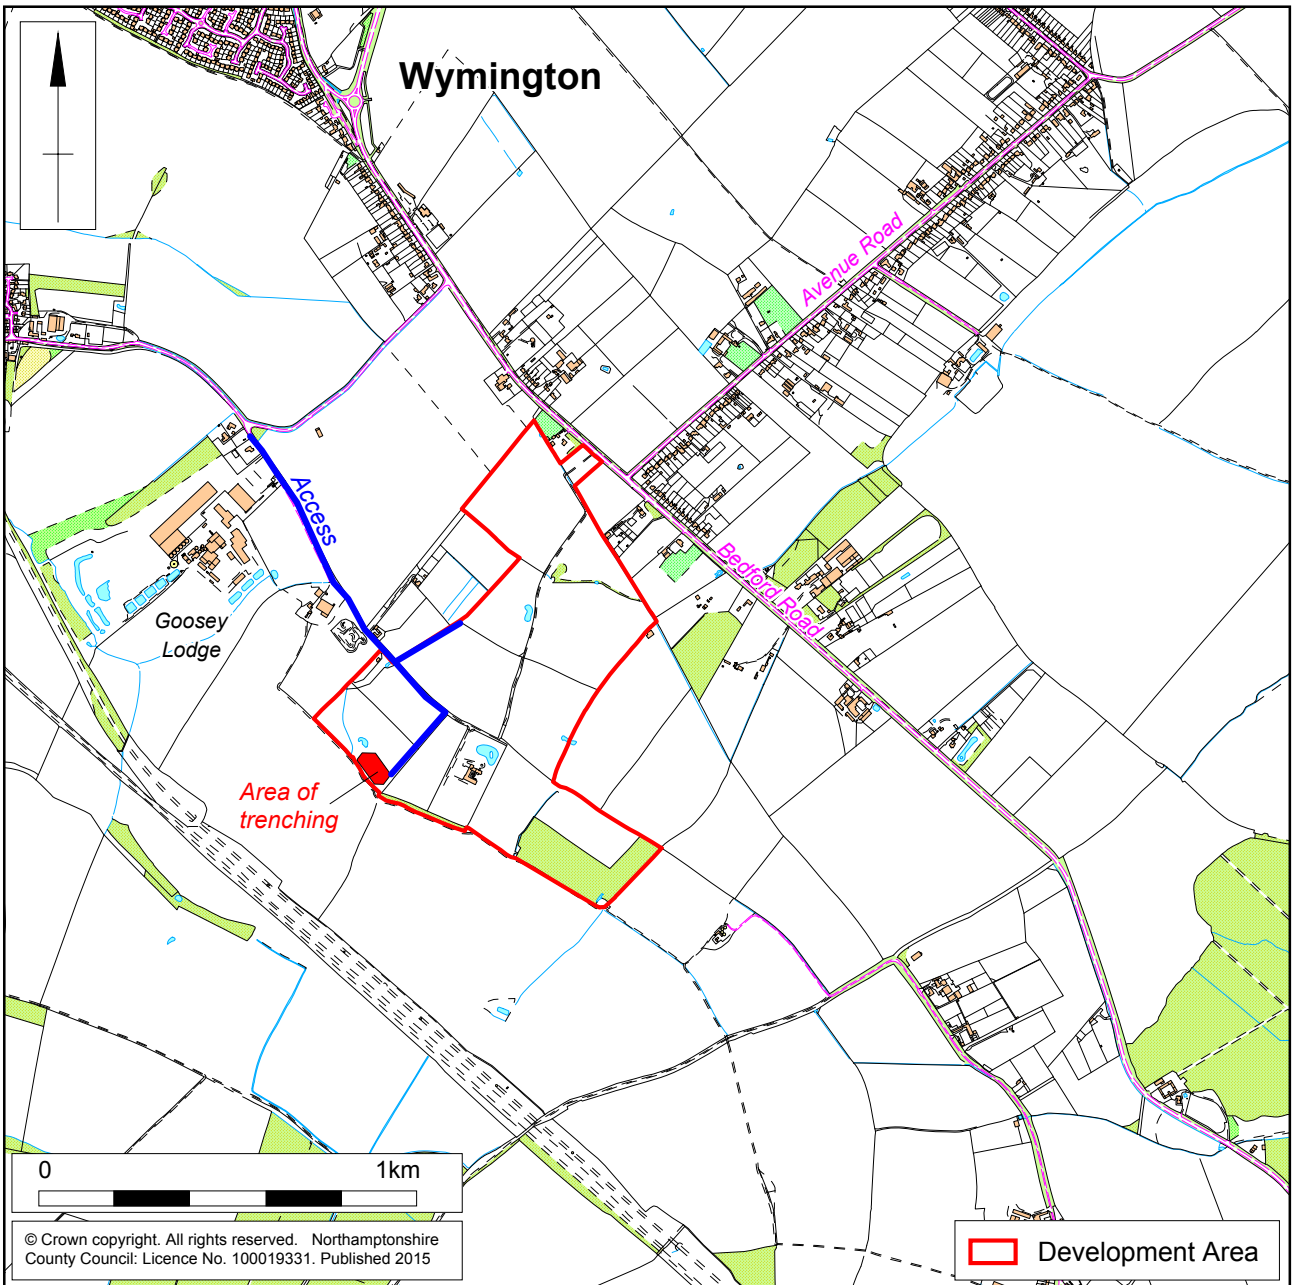 Wymington
Avenue Road
Access
Bedford Road
Goosey
Lodge
Area of
trenching
0 1km
© Crown copyright. All rights reserved. Northamptonshire
County Council: Licence No. 100019331. Published 2015
Development Area